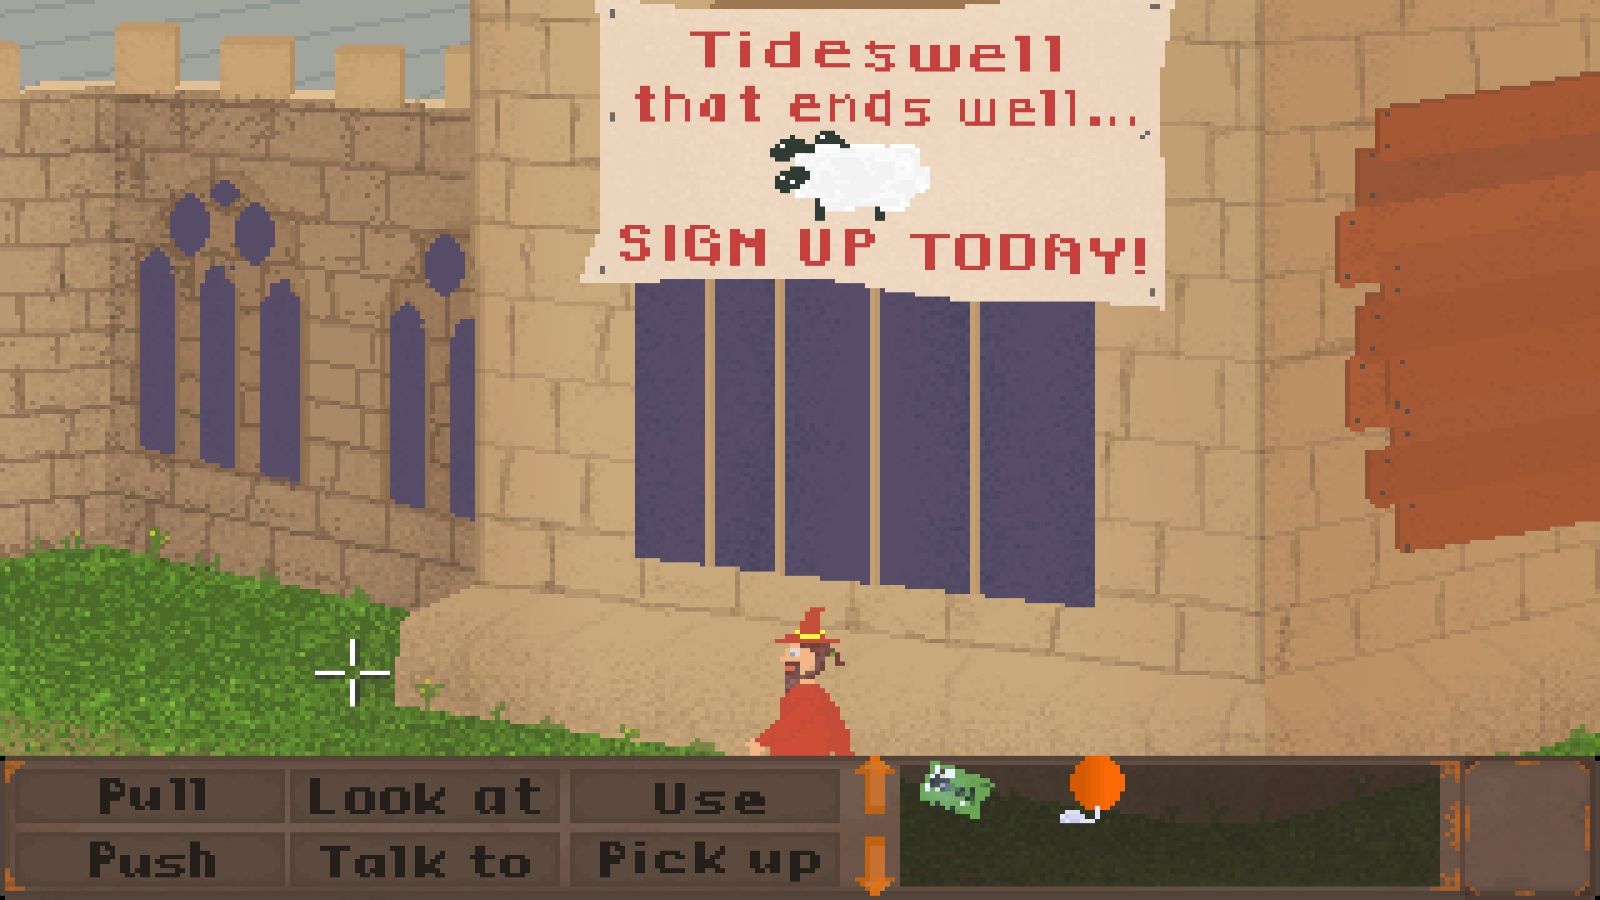 Tideswell
that ends well...
SIGN UP TODAY!
Pull Look at Use
Push Talk to Pick up